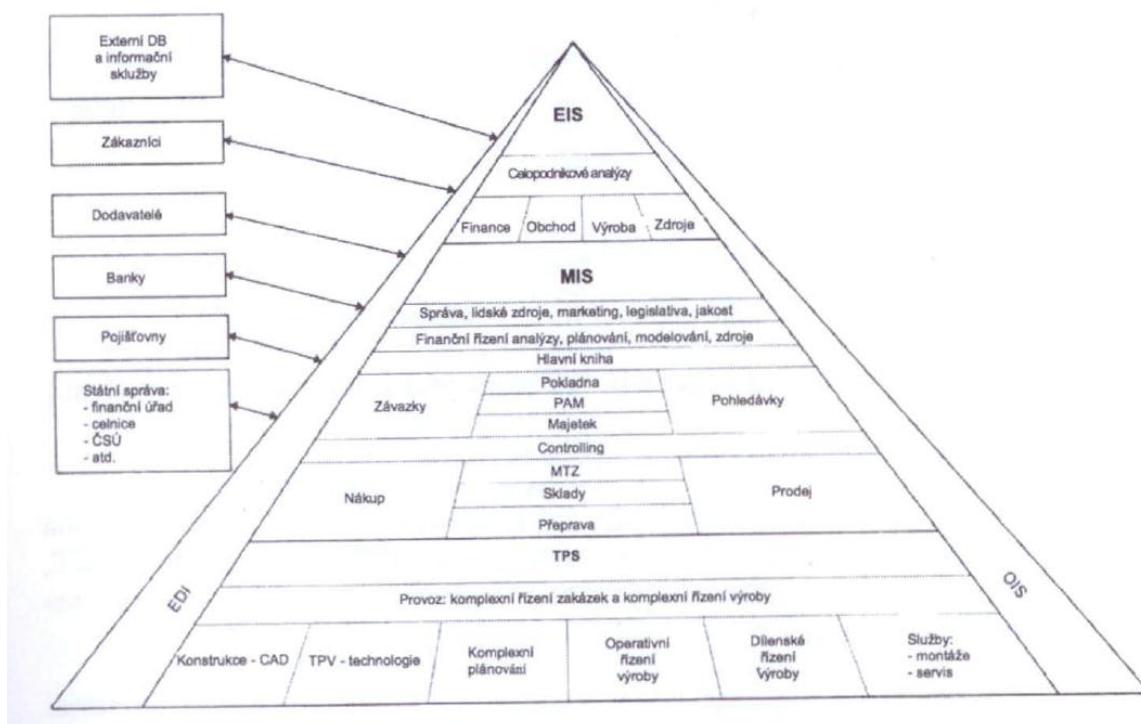 Externí DB
a informační
skložby
Zákazníci
Dodavatelé
Banky
Pojišťovny
Státní správa:
- finanční úřad
- celnice
- ČSÚ
- atd.
EIS
Celopodnikové analýzy
Finance
Obchod
Výroba
Zdroje
MIS
Správa, lidské zdroje, marketing, legislativa, jakost
Finanční řízení analýzy, plánování, modelování, zdroje
Hlavní kniha
Závazky
Pokladna
PAM
Majetek
Pohledávky
Controlling
Nákup
MTZ
Sklady
Přeprava
Prodej
TPS
Provoz: komplexní řízení zakázek a komplexní řízení výroby
Konstrukce - CAD
TPV - technologie
Komplexní
plánování
Operativní
řízení
výroby
Dílenské
řízení
Výroby
Služby:
- montáže
- servis
EDI
OIS